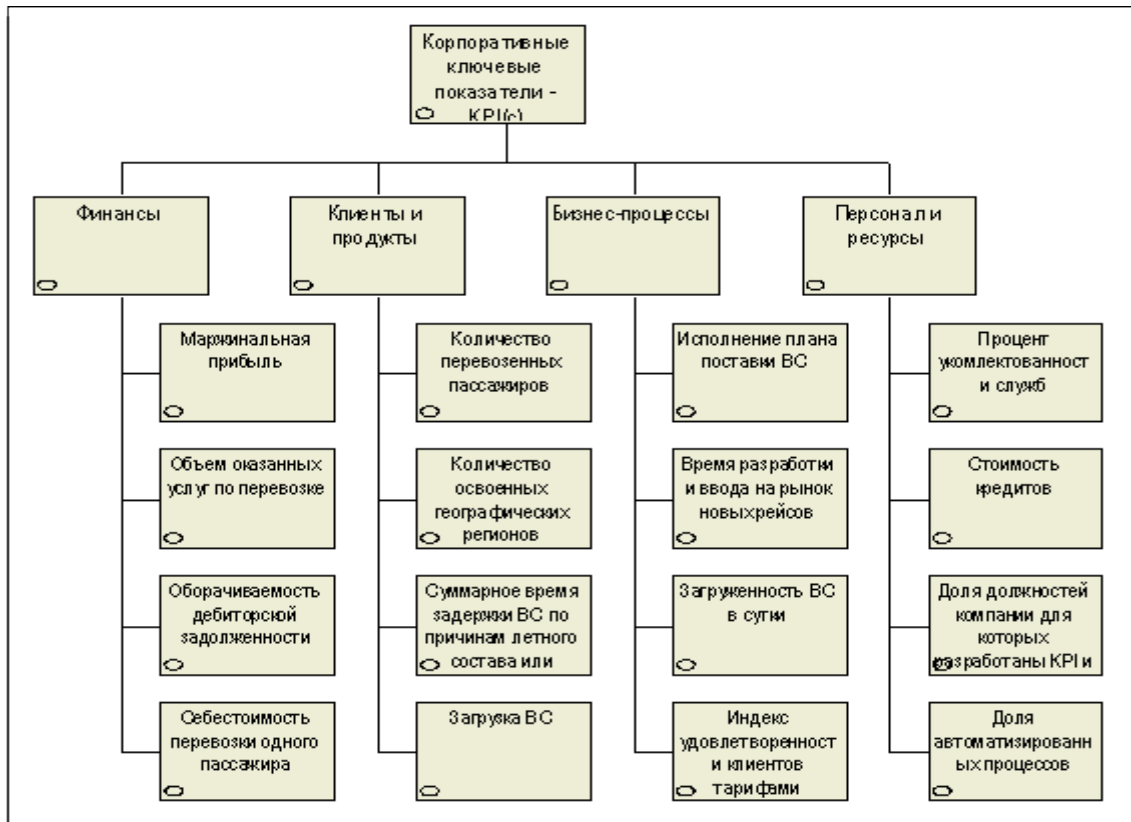 Корпоративные
ключевые
показатели -
KPI(с)
Финансы
Клиенты и
продукты
Бизнес-процессы
Персонал и
ресурсы
Маржинальная
прибыль
Количество
перевозенных
пассажиров
Исполнение плана
поставки ВС
Процент
укомлектованност
и служб
Объем оказанных
услуг по перевозке
Количество
освоенных
географических
регионов
Время разработки
и ввода на рынок
новых рейсов
Стоимость
кредитов
Оборачиваемость
дебиторской
задолженности
Суммарное время
задержки ВС по
причинам летного
состава или
Загруженность ВС
в сутки
Доля должностей
компании для
которых
разработаны KPI и
Себестоимость
перевозки одного
пассажира
Загрузка ВС
Индекс
удовлетворенност
и клиентов
тарифами
Доля
автоматизированн
ых процессов